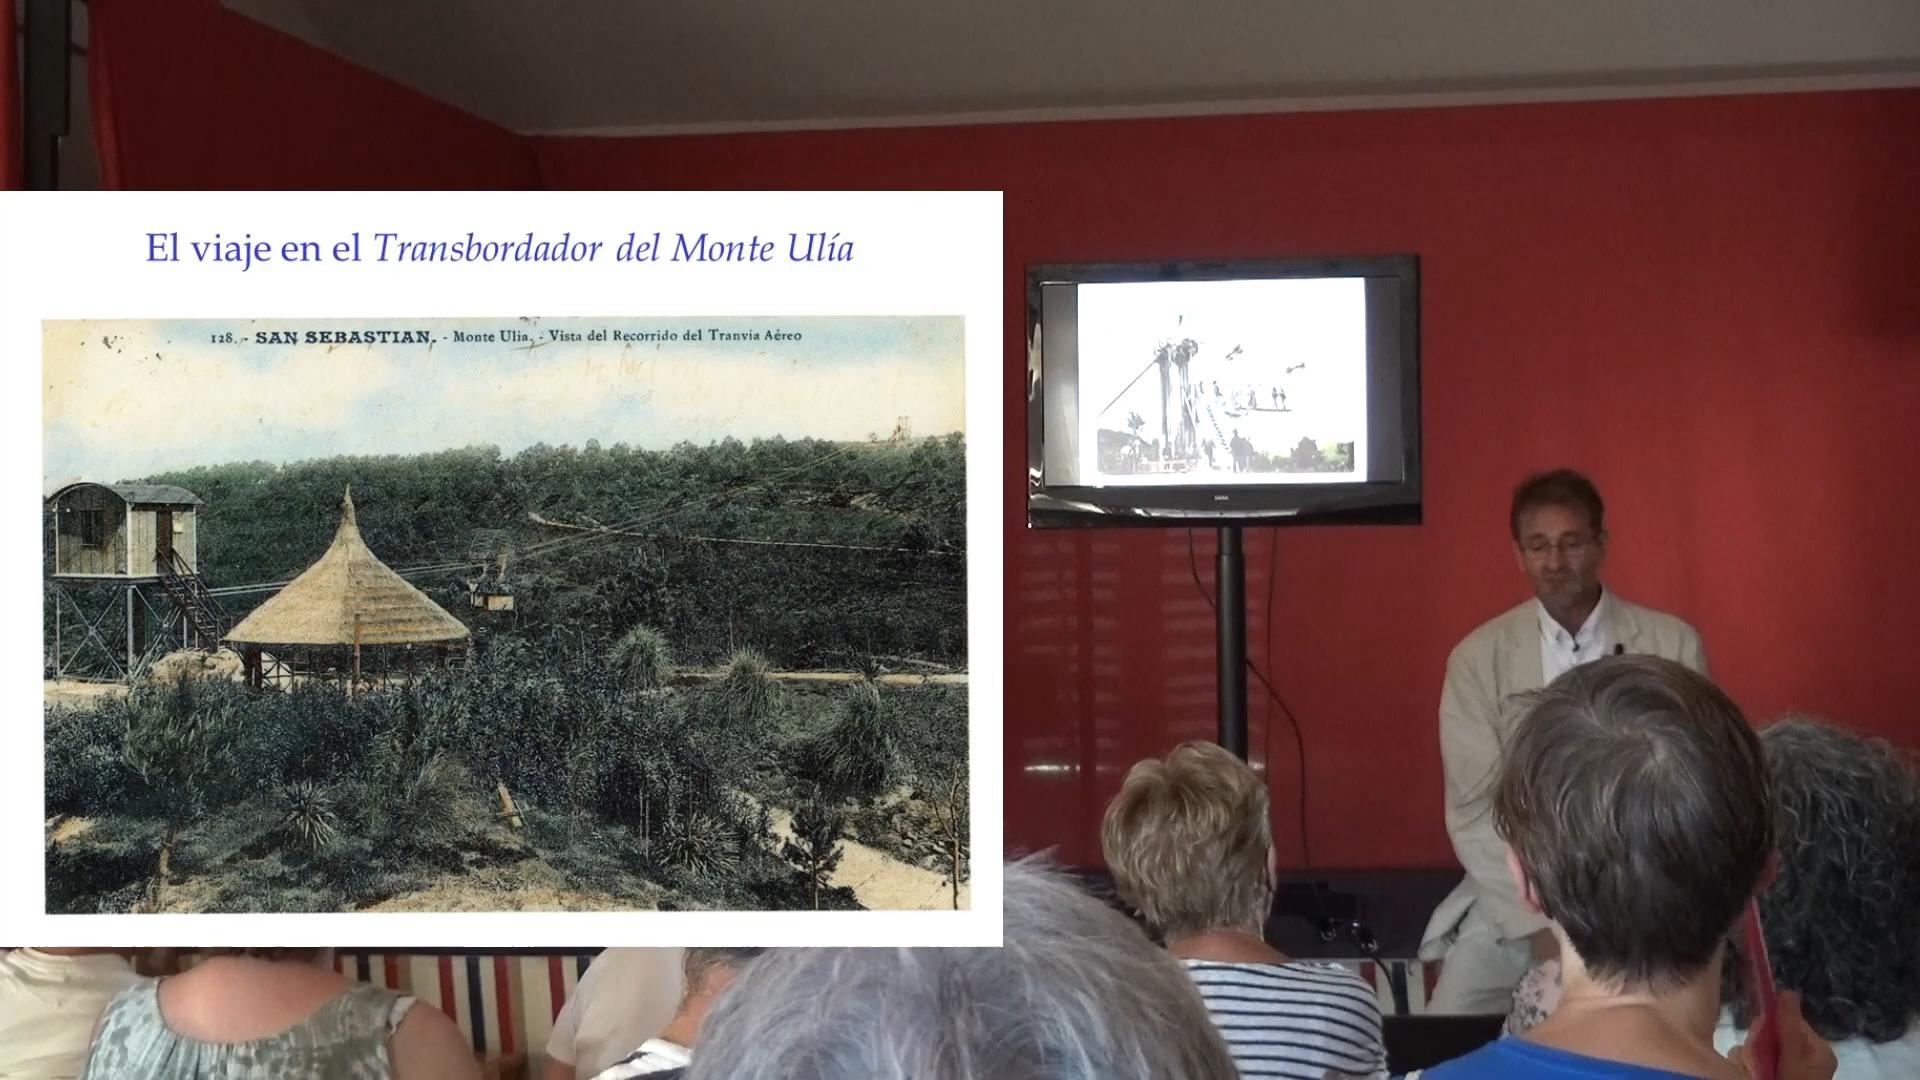 El viaje en el Transbordador del Monte Ulía
128. - SAN SEBASTIAN. - Monte Ulia. - Vista del Recorrido del Tranvia Aéreo